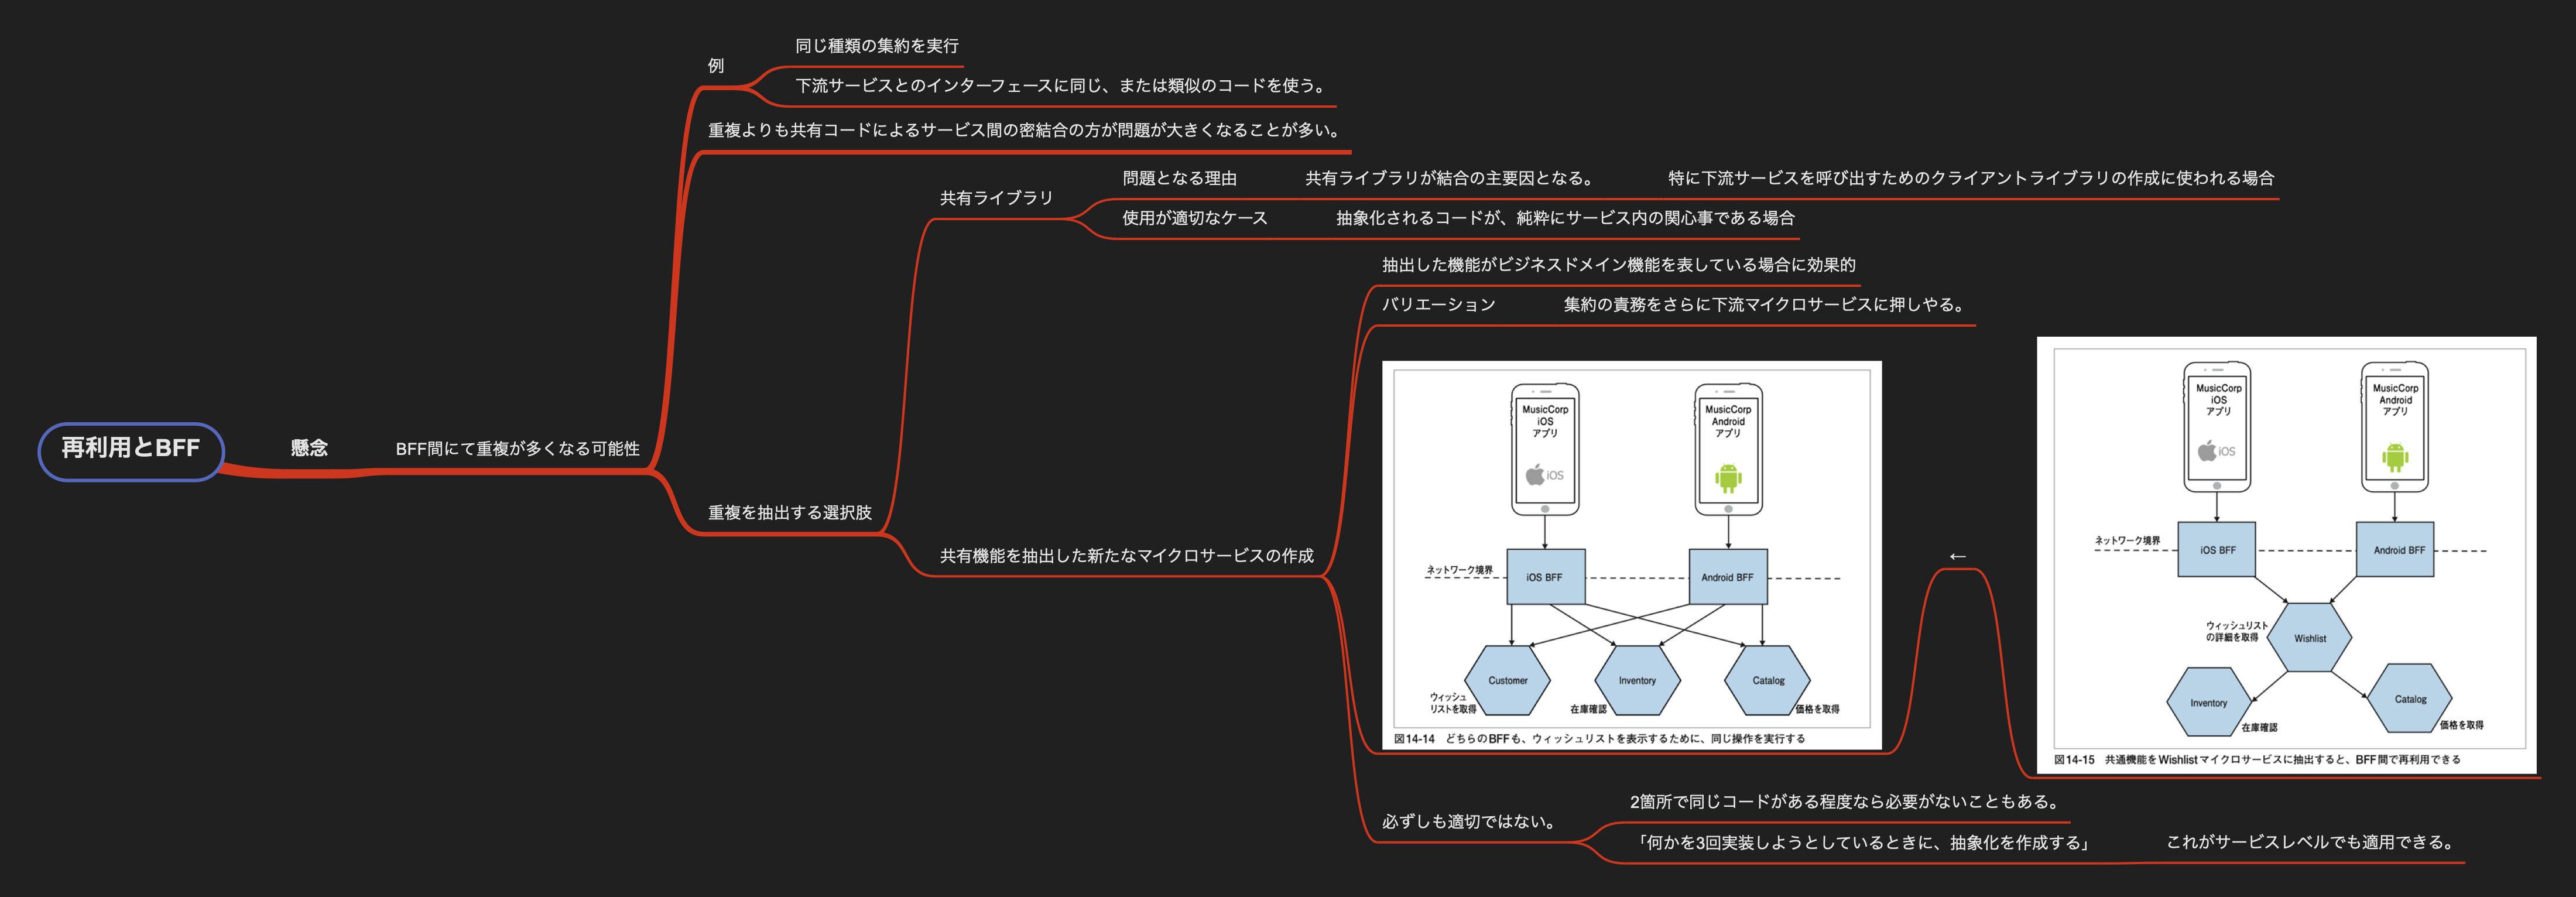 再利用とBFF
懸念
BFF間にて重複が多くなる可能性
例
同じ種類の集約を実行
下流サービスとのインターフェースに同じ、または類似のコードを使う。
重複よりも共有コードによるサービス間の密結合の方が問題が大きくなることが多い。
重複を抽出する選択肢
共有ライブラリ
問題となる理由
共有ライブラリが結合の主要因となる。
特に下流サービスを呼び出すためのクライアントライブラリの作成に使われる場合
使用が適切なケース
抽象化されるコードが、純粋にサービス内の関心事である場合
共有機能を抽出した新たなマイクロサービスの作成
抽出した機能がビジネスドメイン機能を表している場合に効果的
バリエーション
集約の責務をさらに下流マイクロサービスに押しやる。
MusicCorp
iOS
アプリ
iOS
MusicCorp
Android
アプリ
ネットワーク境界
iOS BFF
Android BFF
Customer
Inventory
Catalog
ウィッシュ
リストを取得
在庫確認
価格を取得
図14-14 どちらのBFFも、ウィッシュリストを表示するために、同じ操作を実行する
←
MusicCorp
iOS
アプリ
iOS
MusicCorp
Android
アプリ
ネットワーク境界
iOS BFF
Android BFF
ウィッシュリスト
の詳細を取得
Wishlist
Inventory
在庫確認
Catalog
価格を取得
図14-15 共通機能をWishlistマイクロサービスに抽出すると、BFF間で再利用できる
必ずしも適切ではない。
2箇所で同じコードがある程度なら必要がないこともある。
「何かを3回実装しようとしているときに、抽象化を作成する」
これがサービスレベルでも適用できる。